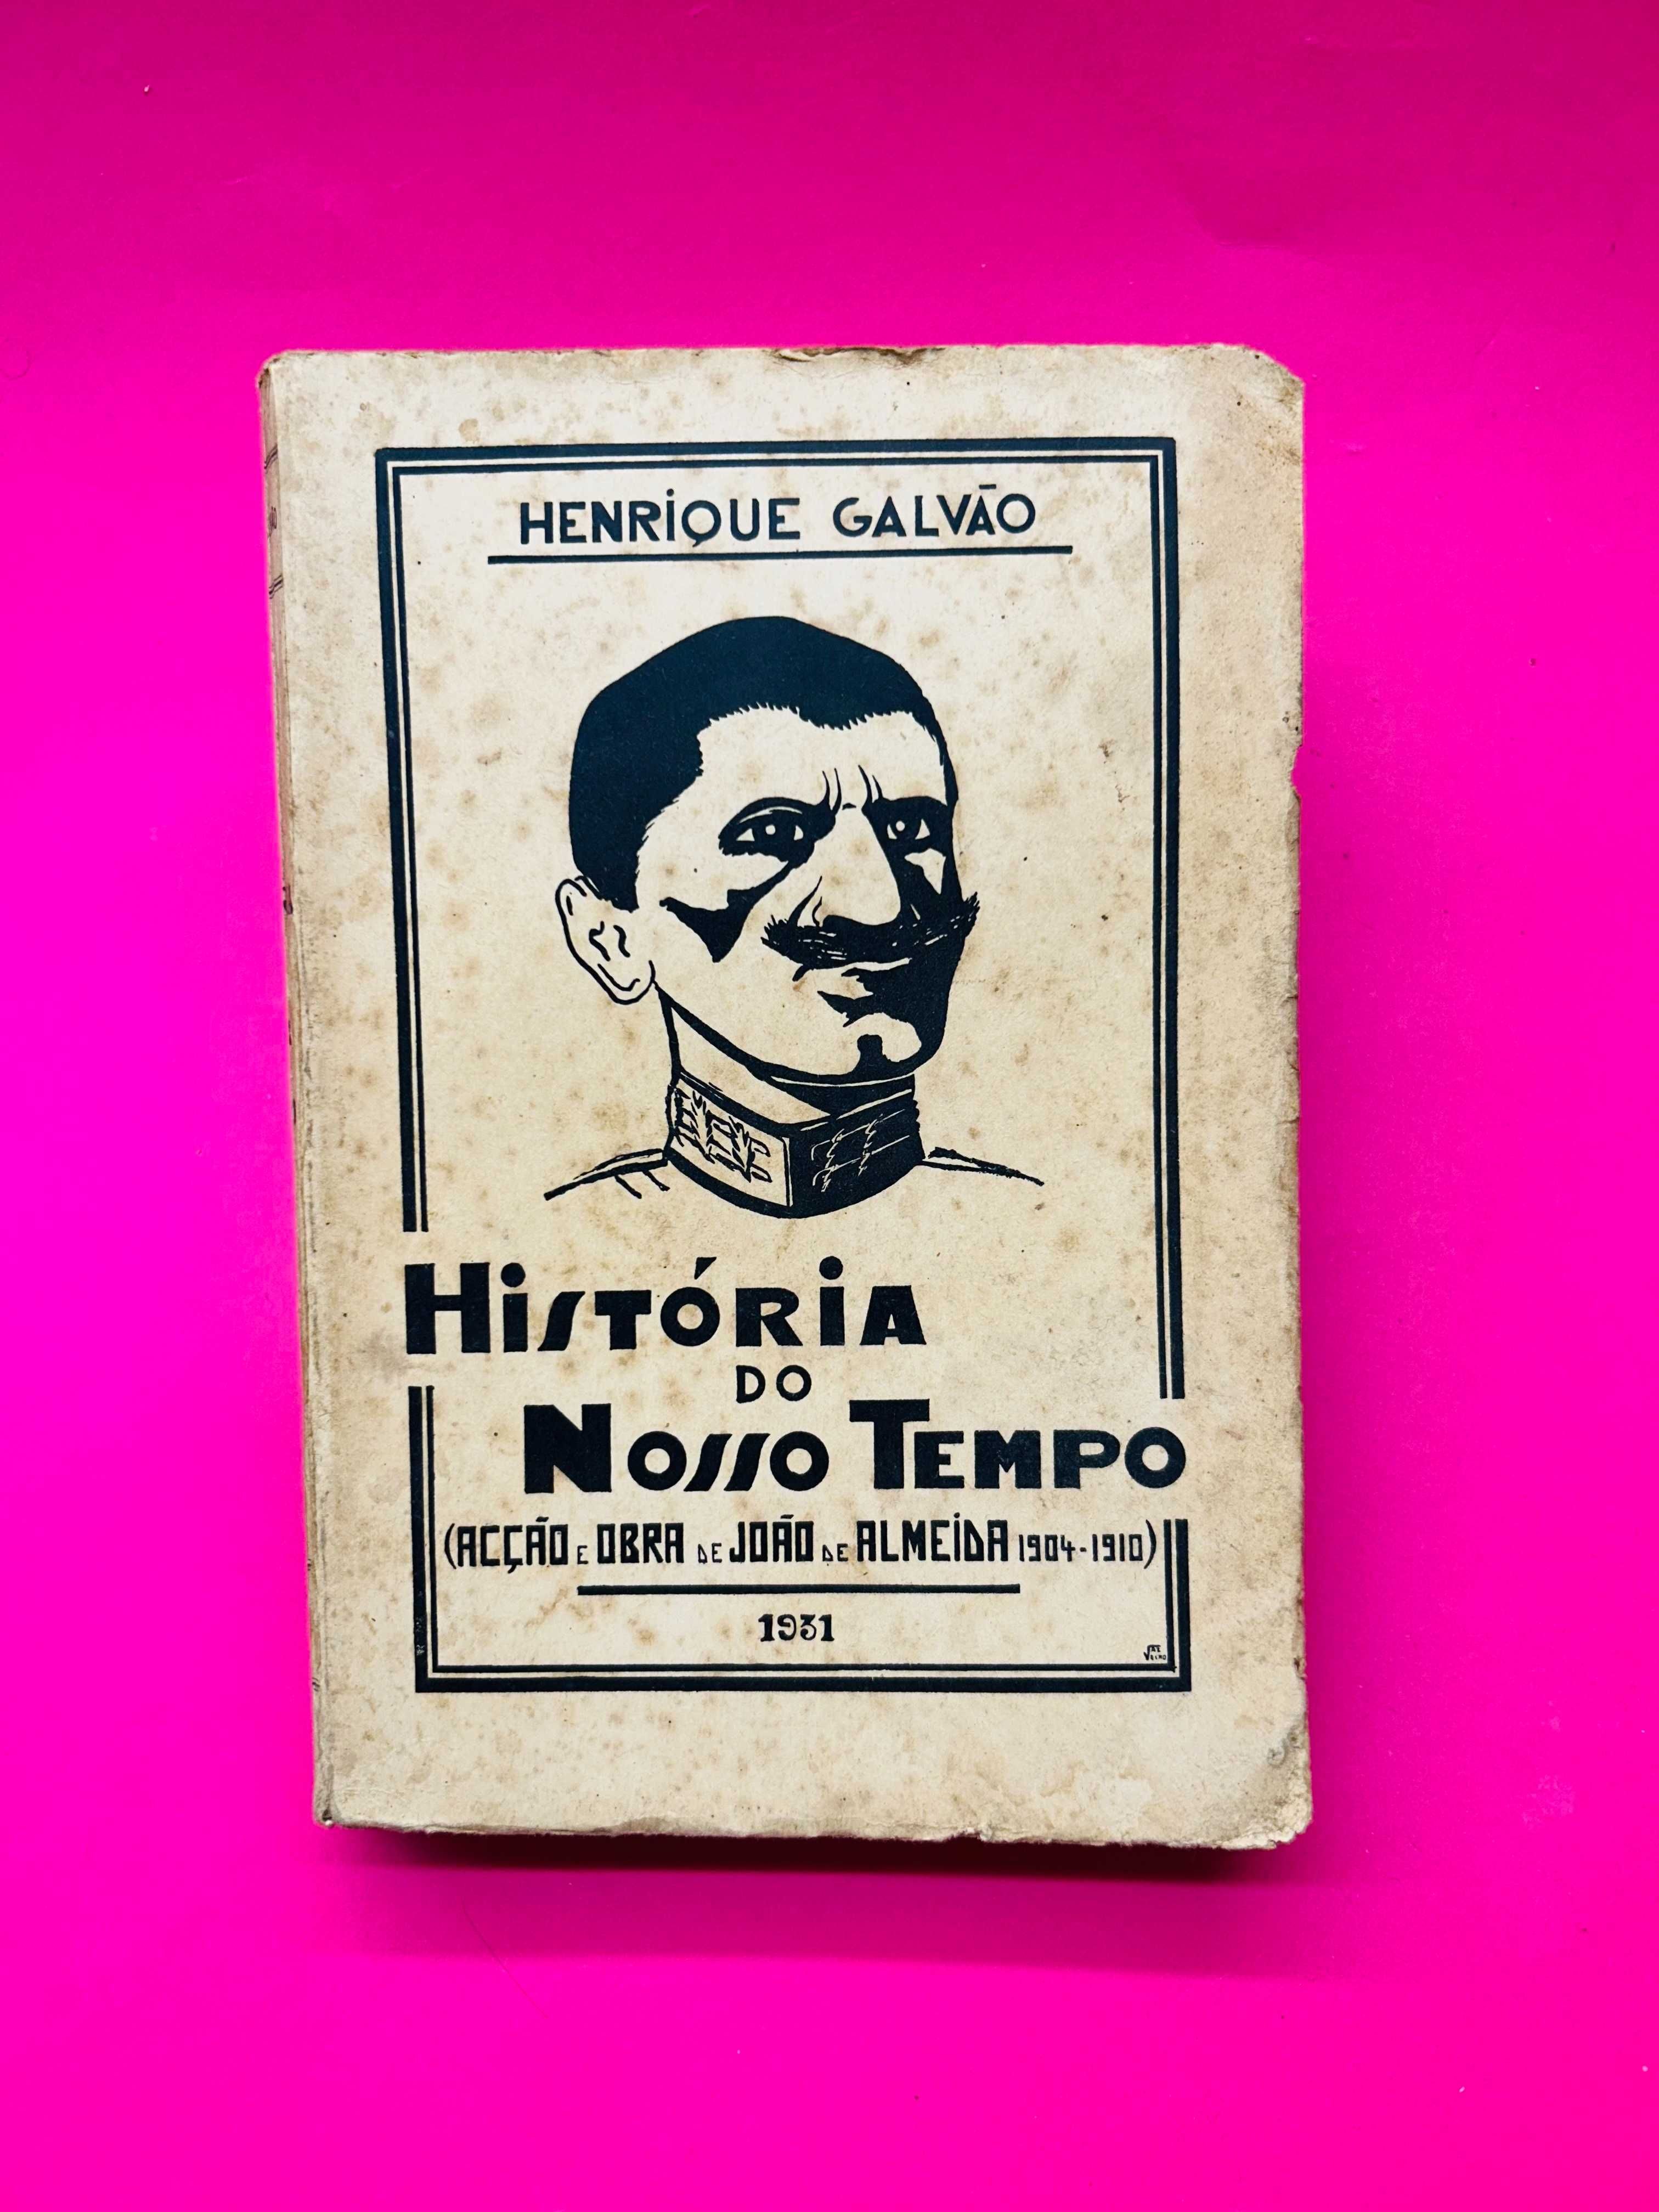 HENRIQUE GALVÃO
HISTÓRIA
DO
NOSSO TEMPO
(ACÇÃO E OBRA DE JOÃO DE ALMEIDA 1904-1910)
1931